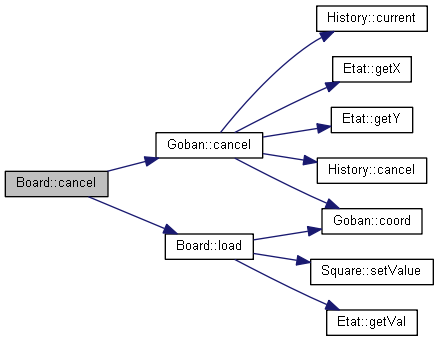 History::current
Etat::getX
Etat::getY
Goban::cancel
History::cancel
Board::cancel
Goban::coord
Board::load
Square::setValue
Etat::getVal